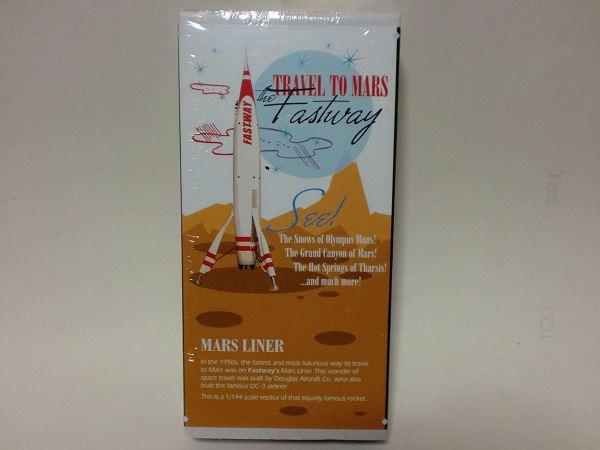 TRAVEL TO MARS
the Fastway
FASTWAY
See!
The Snows of Olympus Mons!
The Grand Canyon of Mars!
The Hot Springs of Tharsis!
...and much more!
MARS LINER
In the 1950s, the fastest and most luxurious way to travel
to Mars was on Fastway's Mars Liner. This wonder of
space travel was built by Douglas Aircraft Co. who also
built the famous DC-3 airliner.
This is a 1/144 scale replica of that equally famous rocket.